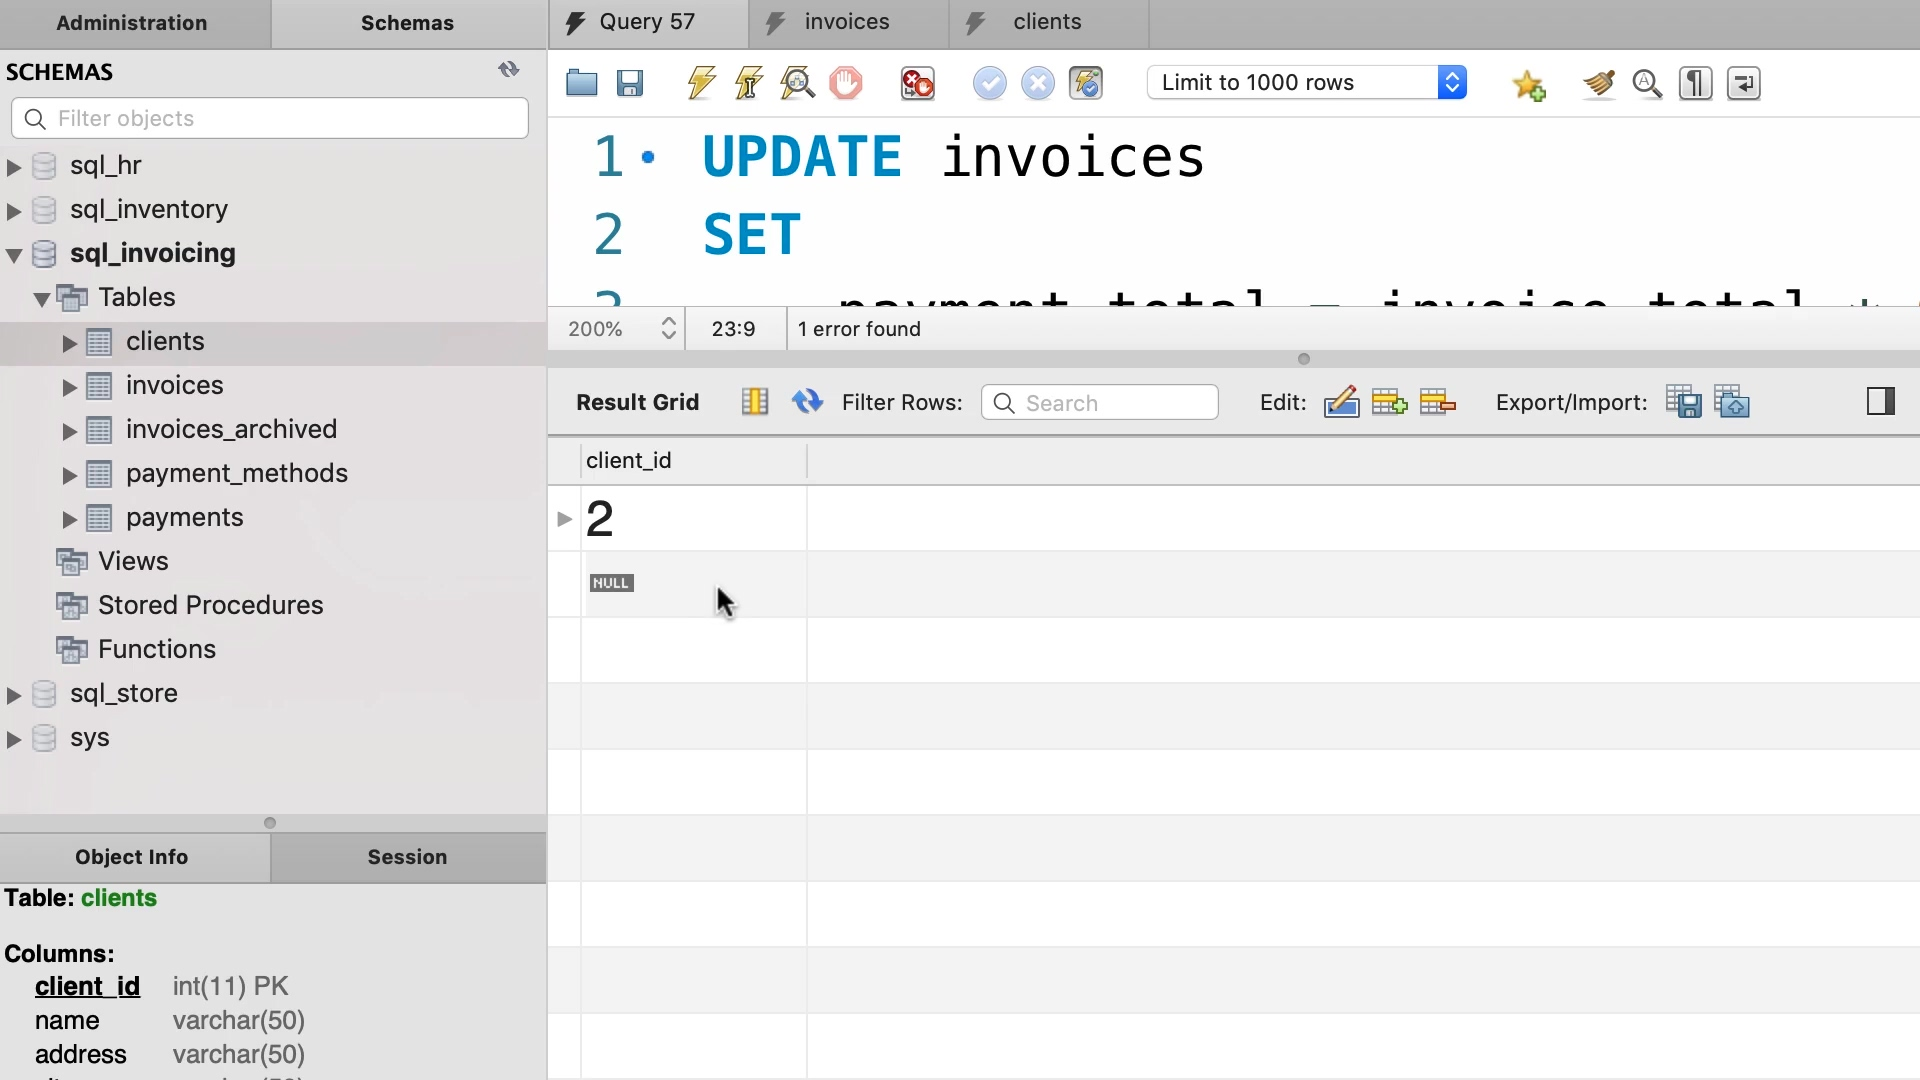 Administration
Schemas
SCHEMAS
Filter objects
sql_hr
sql_inventory
sql_invoicing
Tables
clients
invoices
invoices_archived
payment_methods
payments
Views
Stored Procedures
Functions
sql_store
sys
Object Info
Session
Table: clients
Columns:
client_id int(11) PK
name varchar(50)
address varchar(50)
Query 57
invoices
clients
Limit to 1000 rows
1 UPDATE invoices
2 SET
3 payment_total = invoice_total *
200% 23:9 1 error found
Result Grid Filter Rows: Search Edit: Export/Import:
client_id
2
NULL